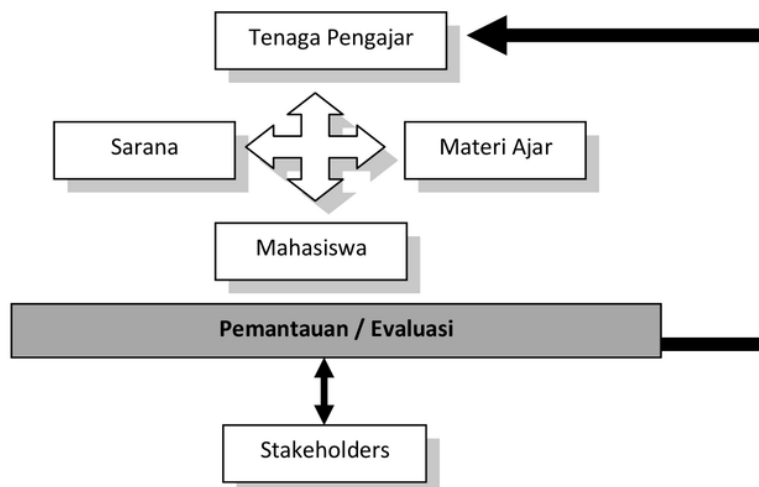 Tenaga Pengajar
Sarana
Materi Ajar
Mahasiswa
Pemantauan / Evaluasi
Stakeholders